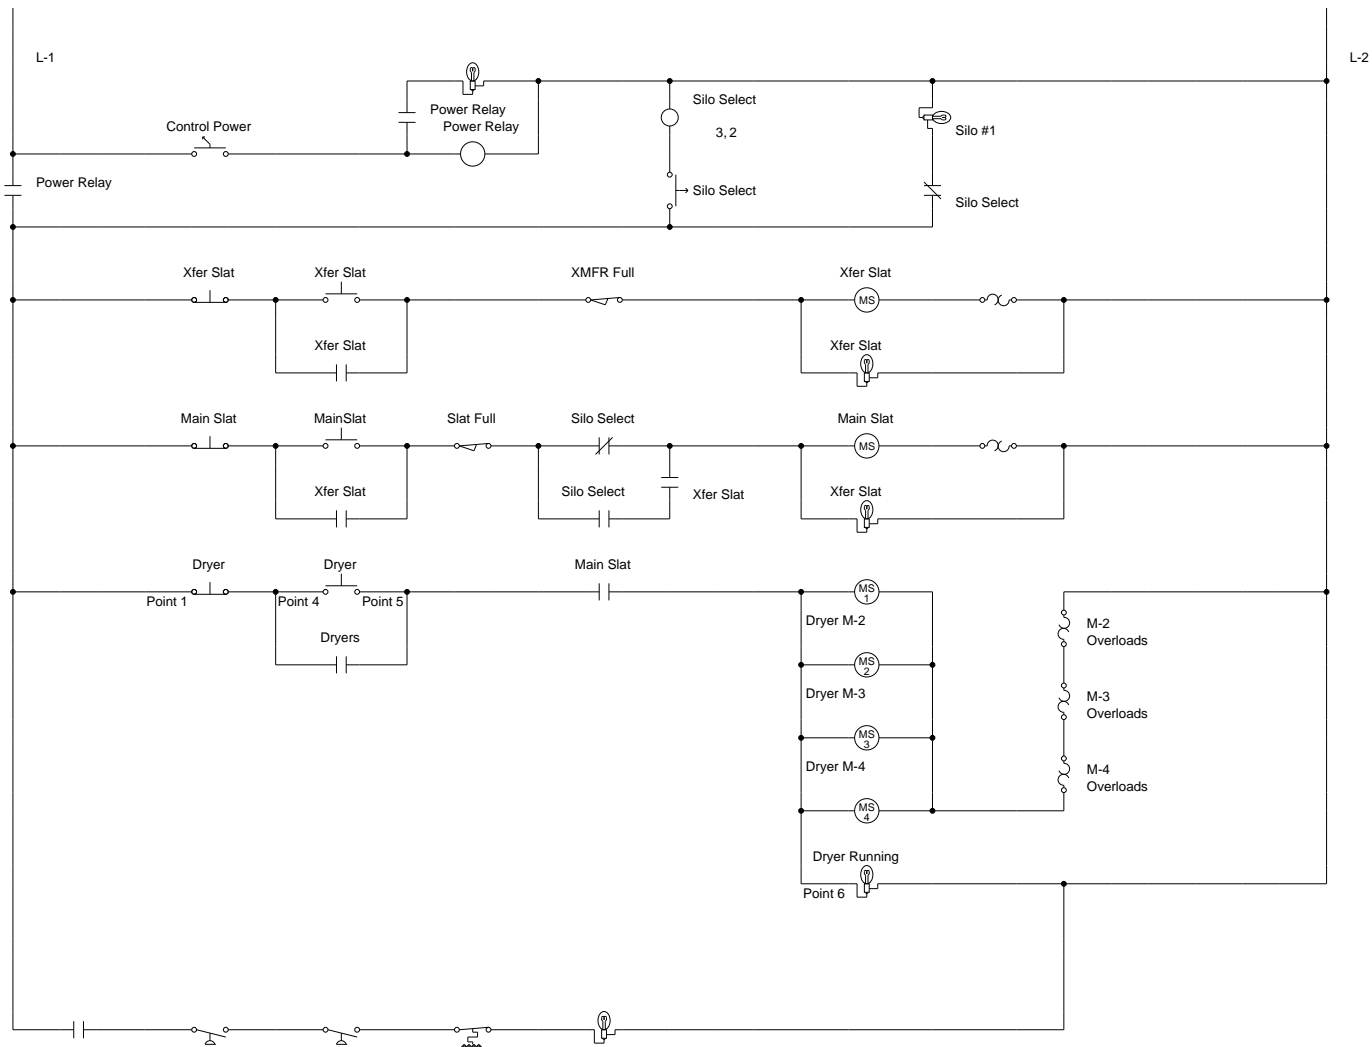 L-1
L-2
Power Relay
Silo Select
Control Power
Power Relay
3, 2
Silo #1
Power Relay
Silo Select
Silo Select
Xfer Slat
Xfer Slat
XMFR Full
Xfer Slat
MS
Xfer Slat
Xfer Slat
Main Slat
MainSlat
Slat Full
Silo Select
Main Slat
MS
Xfer Slat
Silo Select
Xfer Slat
Xfer Slat
Dryer
Dryer
Main Slat
Point 1
Point 4
Point 5
MS
1
Dryer M-2
M-2
Overloads
Dryers
MS
2
Dryer M-3
M-3
Overloads
MS
3
Dryer M-4
M-4
Overloads
MS
4
Dryer Running
Point 6